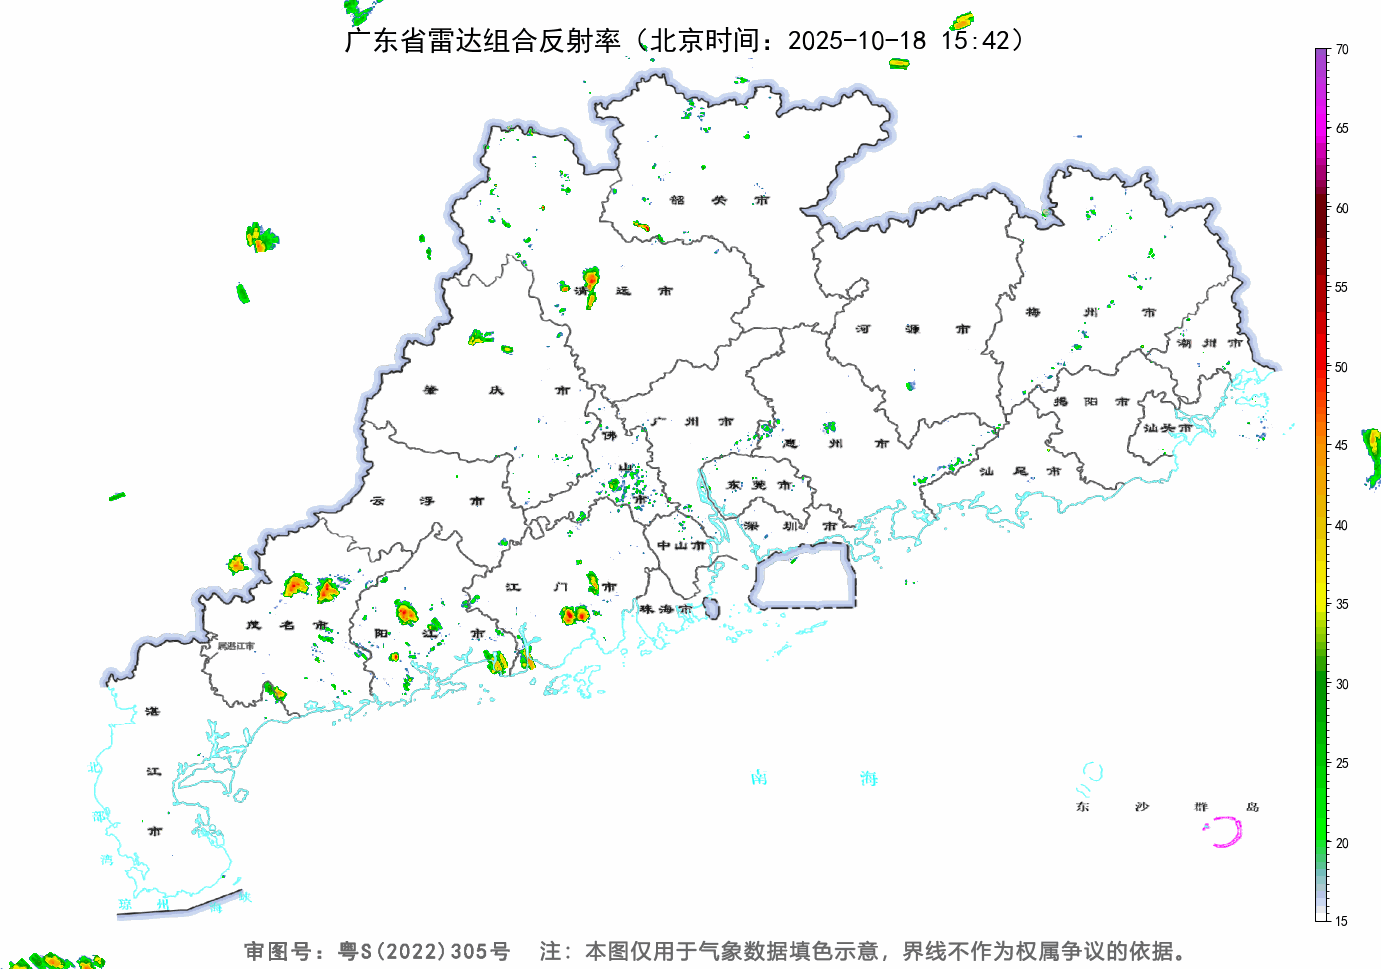 广东省雷达组合反射率（北京时间：2025-10-18 15:42）
70
65
60
55
50
45
40
35
30
25
20
15
韶关市
清远市
河源市
梅州市
潮州市
肇庆市
广州市
惠州市
揭阳市
汕头市
汕尾市
佛山市
东莞市
深圳市
云浮市
中山市
江门市
珠海市
茂名市
属湛江市
阳江市
湛江市
北部湾
琼州海峡
南海
东沙群岛
审图号：粤S(2022)305号 注：本图仅用于气象数据填色示意，界线不作为权属争议的依据。